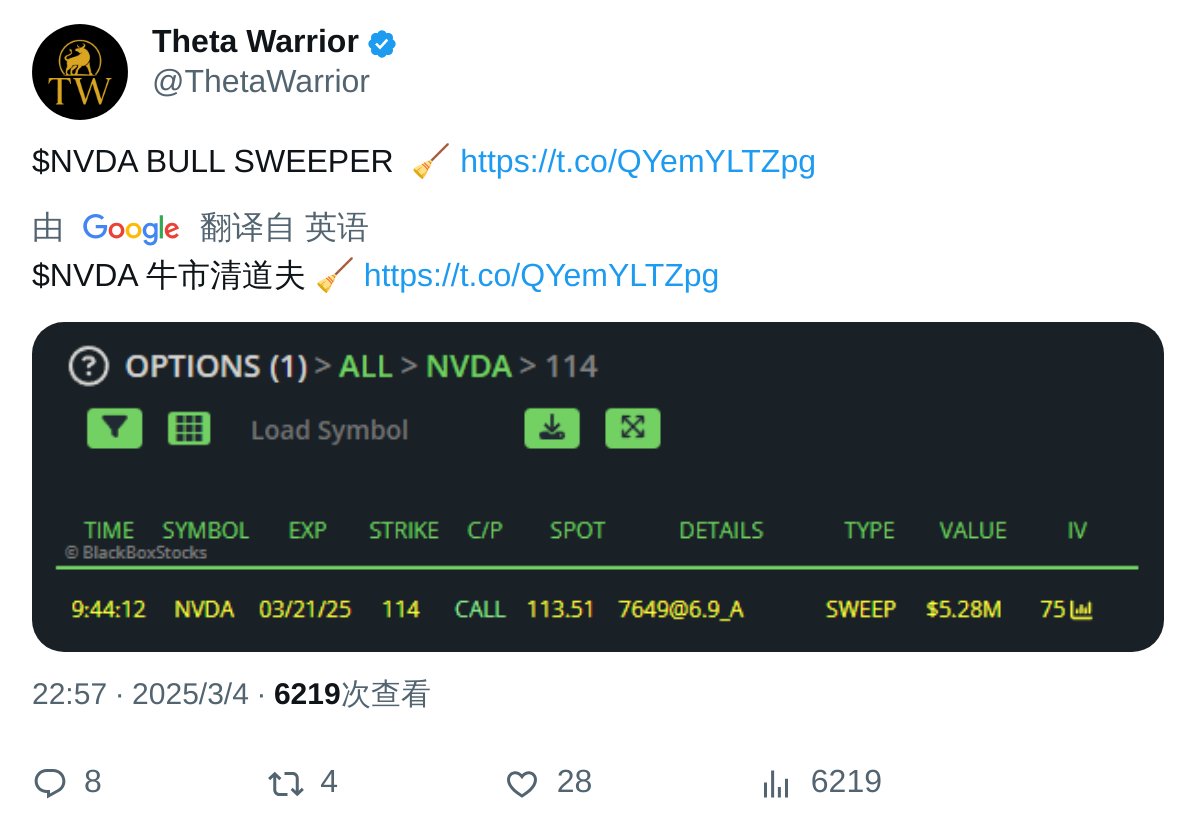 TW
Theta Warrior
@ThetaWarrior
$NVDA BULL SWEEPER 🧹 https://t.co/QYemYLTZpg
由 Google 翻译自 英语
$NVDA 牛市清道夫 🧹 https://t.co/QYemYLTZpg
? OPTIONS (1) > ALL > NVDA > 114
Load Symbol
TIME SYMBOL EXP STRIKE C/P SPOT DETAILS TYPE VALUE IV
© BlackBoxStocks
9:44:12 NVDA 03/21/25 114 CALL 113.51 7649@6.9_A SWEEP $5.28M 75
22:57 · 2025/3/4 · 6219次查看
8 4 28 6219